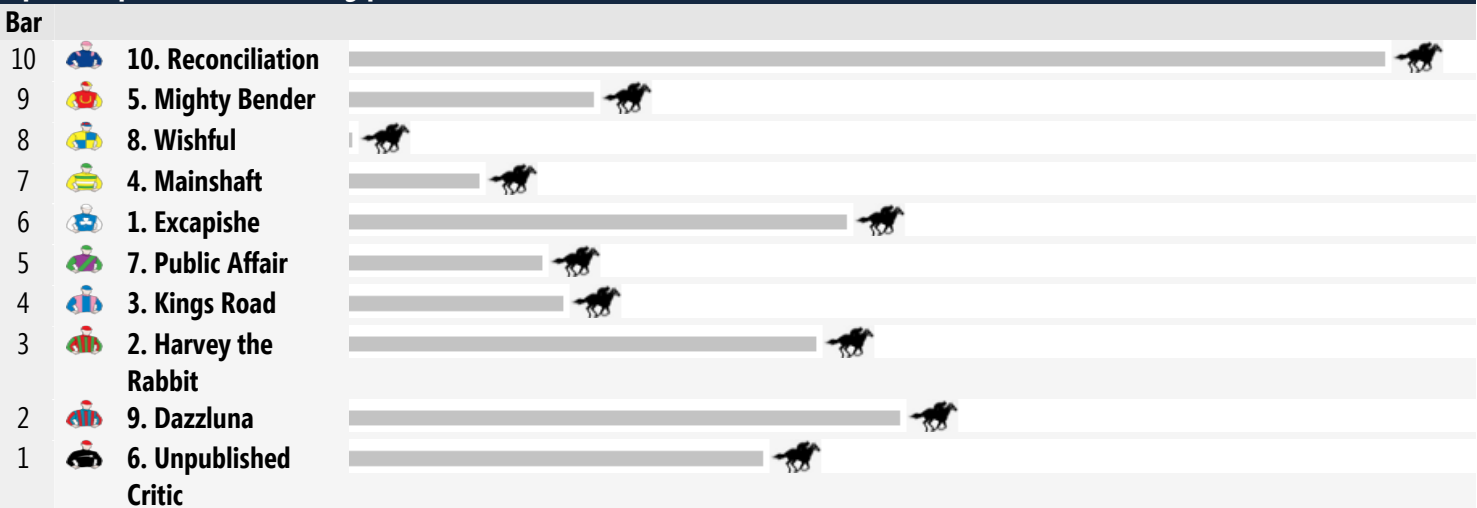 Bar
10 10. Reconciliation
9 5. Mighty Bender
8 8. Wishful
7 4. Mainshaft
6 1. Excapishe
5 7. Public Affair
4 3. Kings Road
3 2. Harvey the
Rabbit
2 9. Dazzluna
1 6. Unpublished
Critic